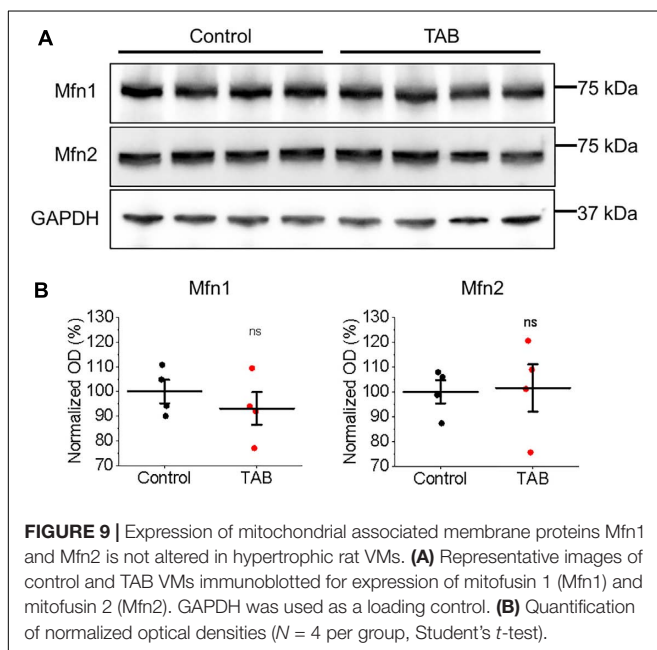 A
Control TAB
Mfn1 75 kDa
Mfn2 75 kDa
GAPDH 37 kDa
B
Mfn1
Normalized OD (%)
130
120
110
100
90
80
70
ns
Control TAB
Mfn2
Normalized OD (%)
130
120
110
100
90
80
70
ns
Control TAB
FIGURE 9 | Expression of mitochondrial associated membrane proteins Mfn1
and Mfn2 is not altered in hypertrophic rat VMs. (A) Representative images of
control and TAB VMs immunoblotted for expression of mitofusin 1 (Mfn1) and
mitofusin 2 (Mfn2). GAPDH was used as a loading control. (B) Quantification
of normalized optical densities (N = 4 per group, Student's t-test).